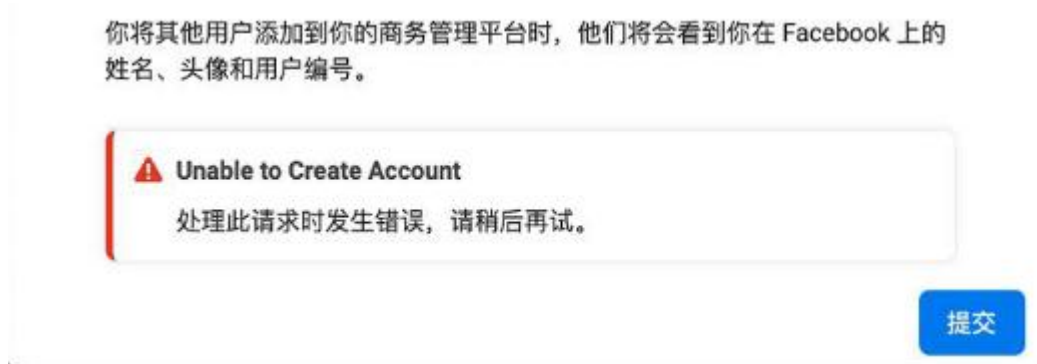 你将其他用户添加到你的商务管理平台时，他们将会看到你在 Facebook 上的
姓名、头像和用户编号。
Unable to Create Account
处理此请求时发生错误，请稍后再试。
提交